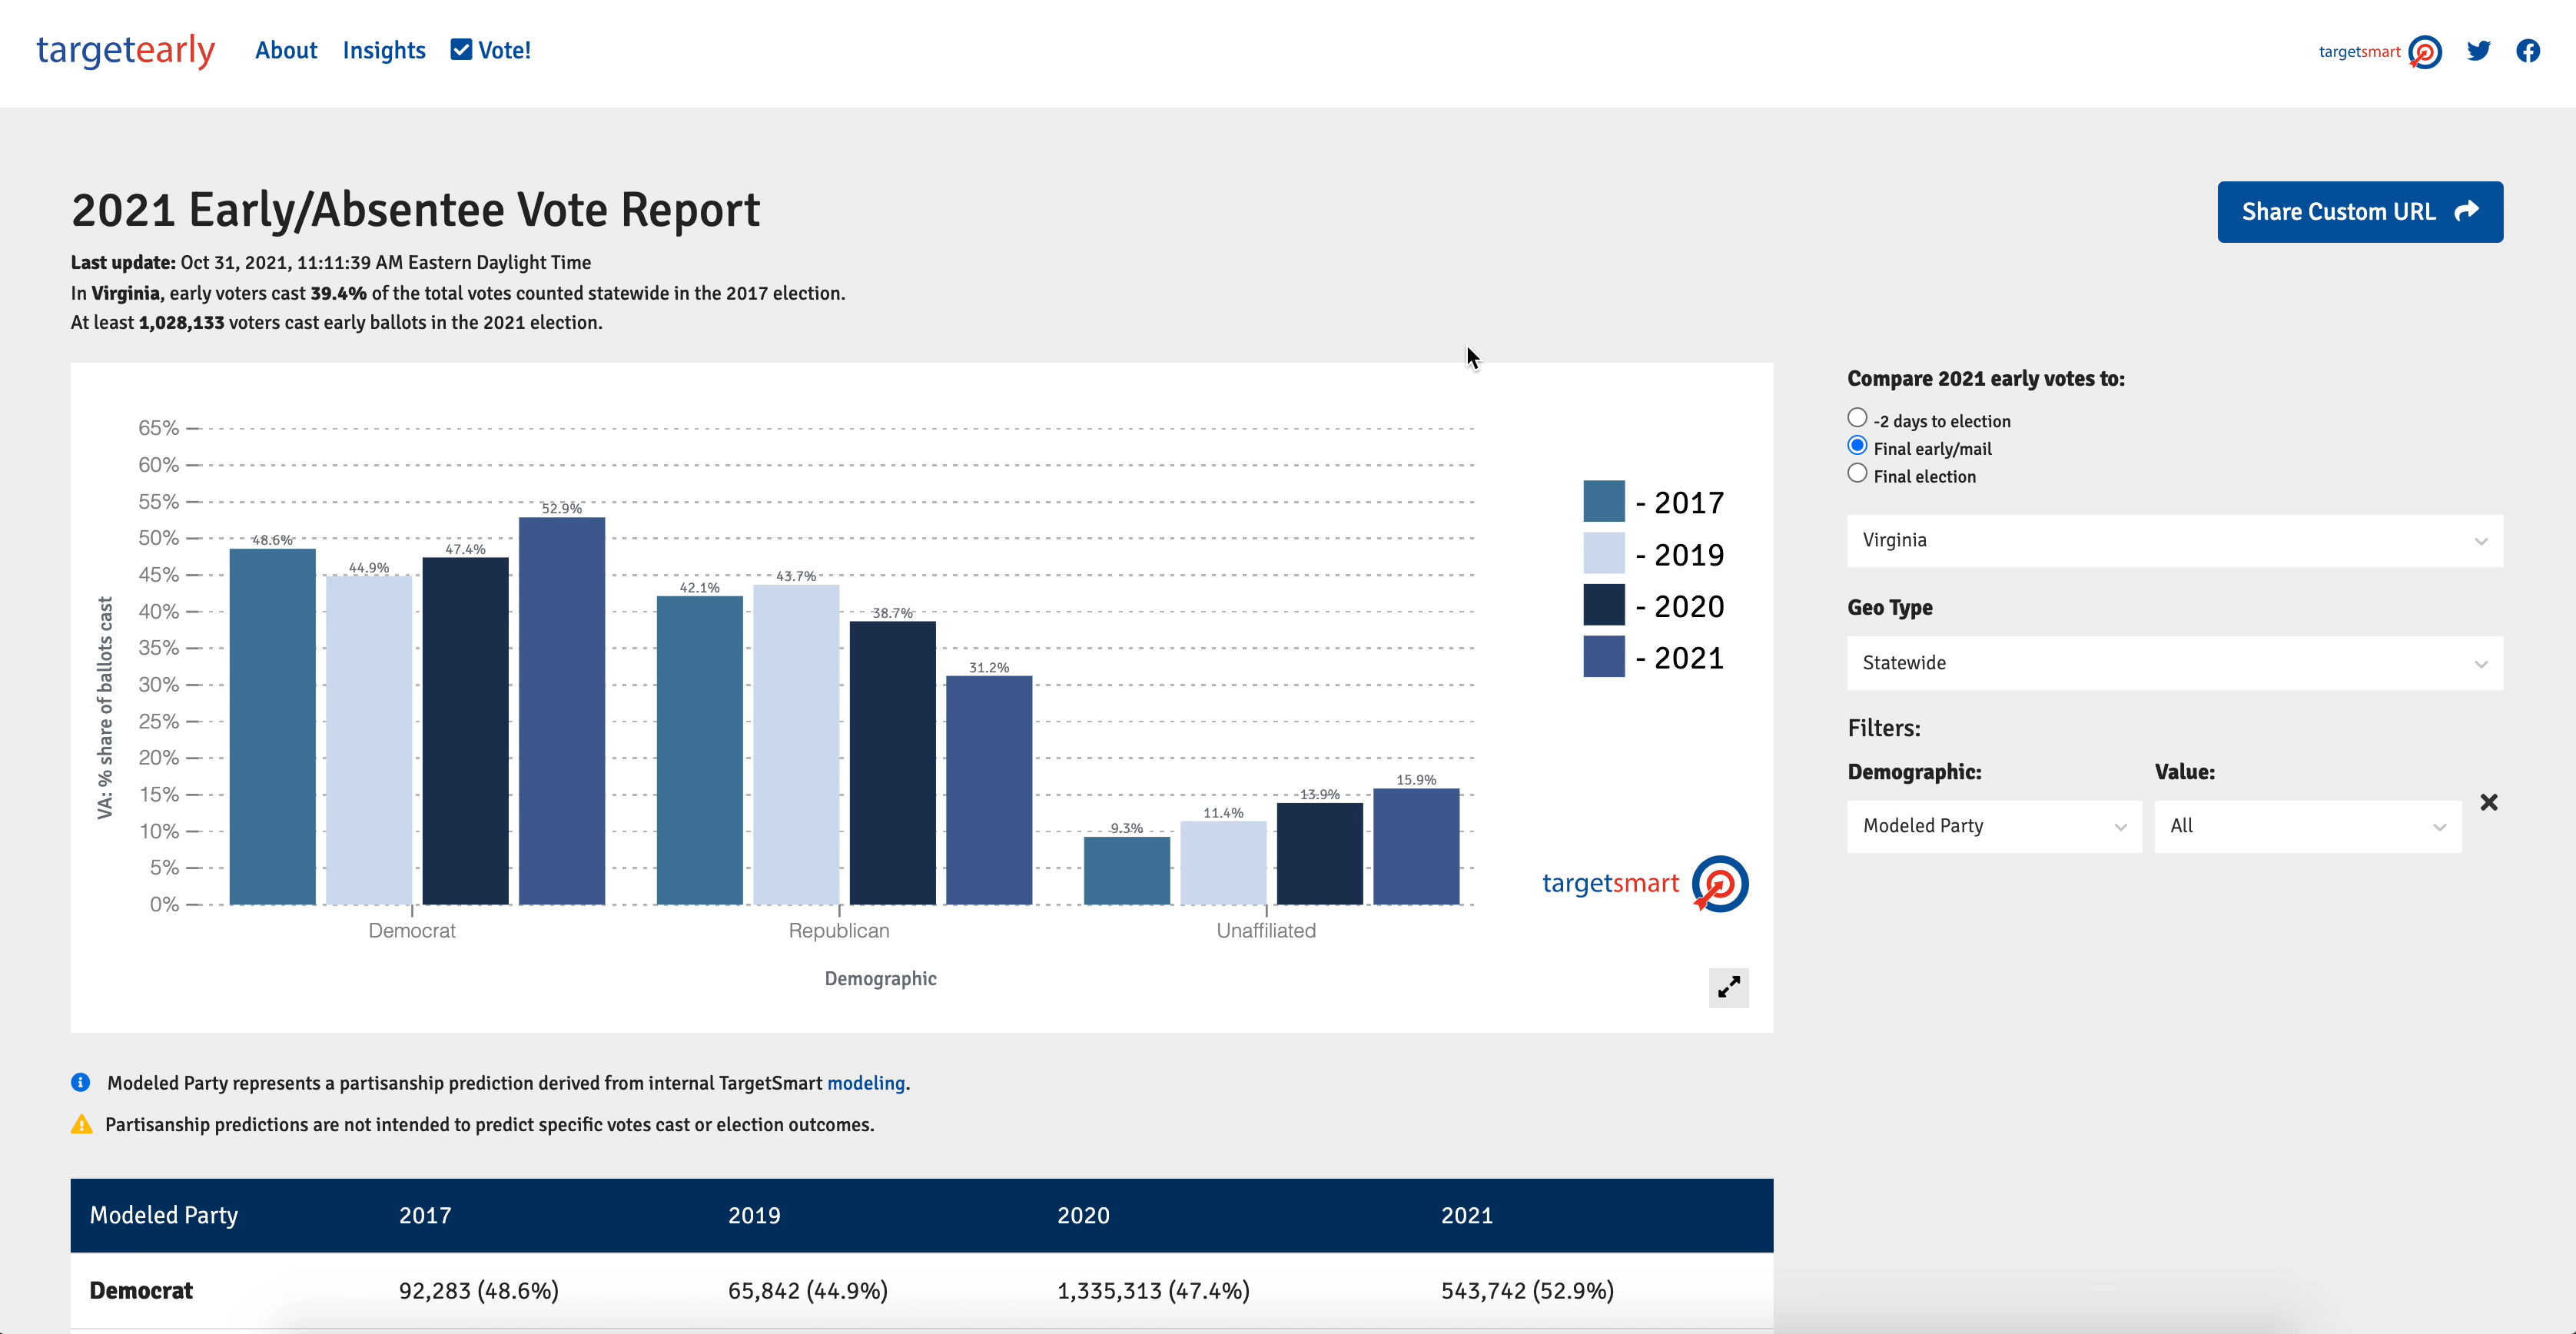 targetearly About Insights Vote! targetsmart
2021 Early/Absentee Vote Report
Share Custom URL
Last update: Oct 31, 2021, 11:11:39 AM Eastern Daylight Time
In Virginia, early voters cast 39.4% of the total votes counted statewide in the 2017 election.
At least 1,028,133 voters cast early ballots in the 2021 election.
VA: % share of ballots cast
65%
60%
55%
50%
45%
40%
35%
30%
25%
20%
15%
10%
5%
0%
48.6%
44.9%
47.4%
52.9%
42.1%
43.7%
38.7%
31.2%
9.3%
11.4%
13.9%
15.9%
Democrat Republican Unaffiliated
Demographic
- 2017
- 2019
- 2020
- 2021
targetsmart
Compare 2021 early votes to:
-2 days to election
Final early/mail
Final election
Virginia
Geo Type
Statewide
Filters:
Demographic: Value:
Modeled Party All
Modeled Party represents a partisanship prediction derived from internal TargetSmart modeling.
Partisanship predictions are not intended to predict specific votes cast or election outcomes.
Modeled Party 2017 2019 2020 2021
Democrat 92,283 (48.6%) 65,842 (44.9%) 1,335,313 (47.4%) 543,742 (52.9%)